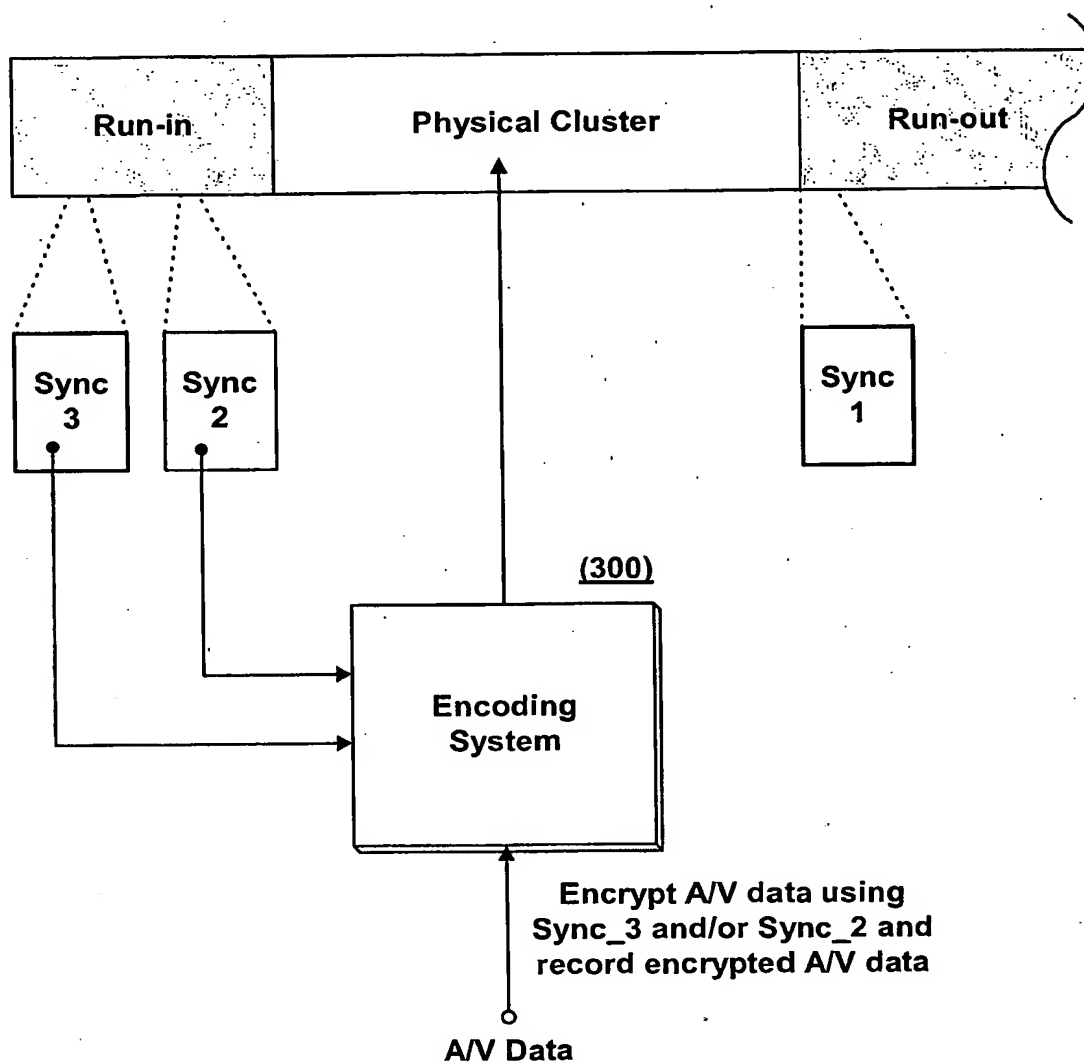 Run-in
Physical Cluster
Run-out
Sync
3
Sync
2
Sync
1
(300)
Encoding
System
Encrypt A/V data using
Sync_3 and/or Sync_2 and
record encrypted A/V data
A/V Data